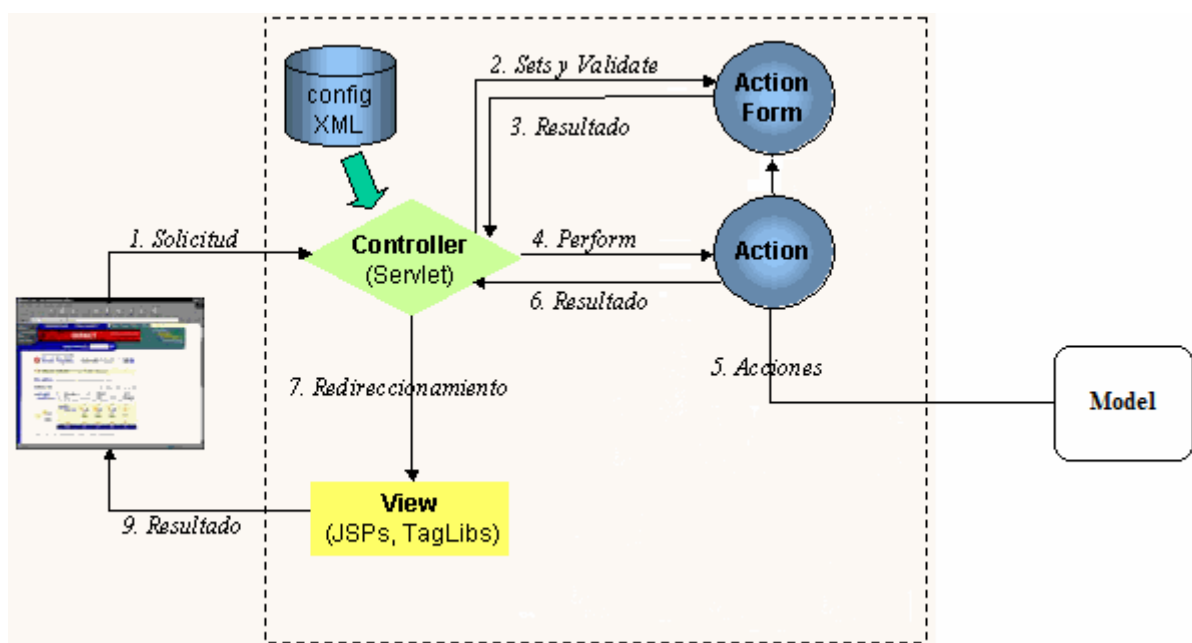 config
XML
2. Sets y Validate
Action
Form
3. Resultado
1. Solicitud
Controller
(Servlet)
4. Perform
Action
6. Resultado
7. Redireccionamiento
5. Acciones
Model
View
(JSPs, TagLibs)
9. Resultado